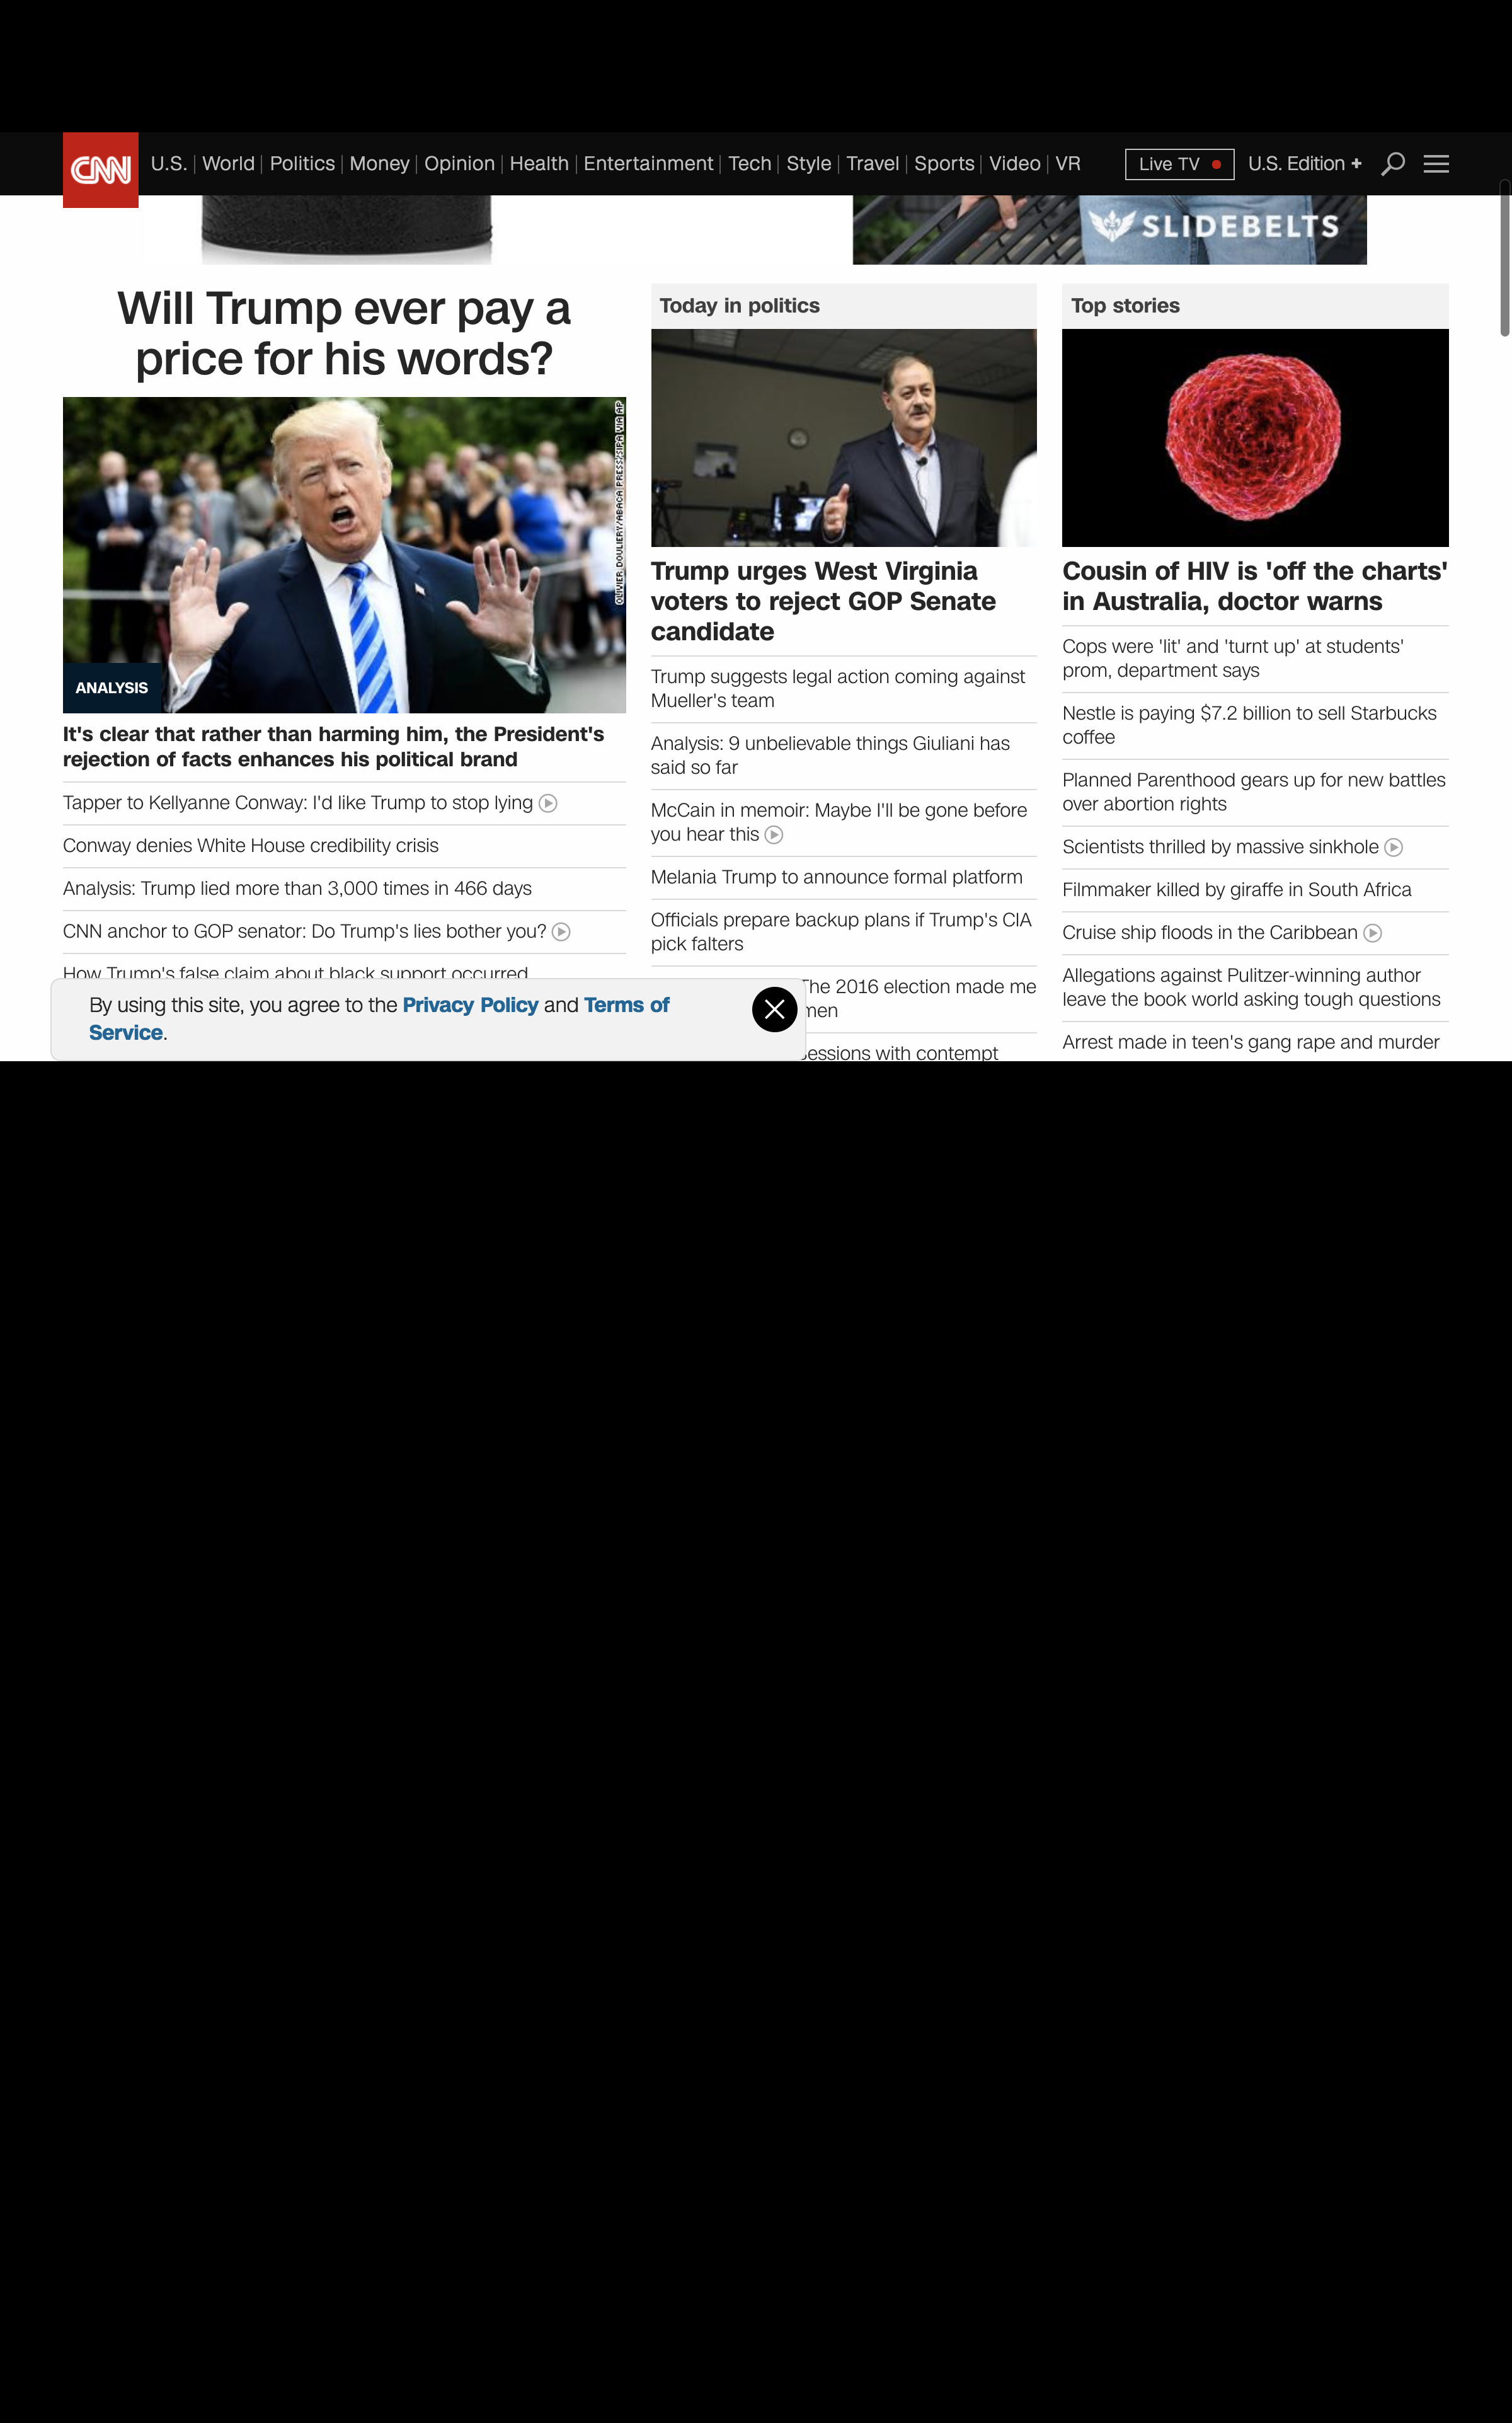 CNN
U.S. World Politics Money Opinion Health Entertainment Tech Style Travel Sports Video VR
Live TV
U.S. Edition +
SLIDEBELTS
Will Trump ever pay a
price for his words?
OLIVIER DOULIERY/ABACA PRESS/SIPA VIA AP
ANALYSIS
It's clear that rather than harming him, the President's
rejection of facts enhances his political brand
Tapper to Kellyanne Conway: I'd like Trump to stop lying
Conway denies White House credibility crisis
Analysis: Trump lied more than 3,000 times in 466 days
CNN anchor to GOP senator: Do Trump's lies bother you?
How Trump's false claim about black support occurred
Today in politics
Trump urges West Virginia
voters to reject GOP Senate
candidate
Trump suggests legal action coming against
Mueller's team
Analysis: 9 unbelievable things Giuliani has
said so far
McCain in memoir: Maybe I'll be gone before
you hear this
Melania Trump to announce formal platform
Officials prepare backup plans if Trump's CIA
pick falters
The 2016 election made me
men
essions with contempt
Top stories
Cousin of HIV is 'off the charts'
in Australia, doctor warns
Cops were 'lit' and 'turnt up' at students'
prom, department says
Nestle is paying $7.2 billion to sell Starbucks
coffee
Planned Parenthood gears up for new battles
over abortion rights
Scientists thrilled by massive sinkhole
Filmmaker killed by giraffe in South Africa
Cruise ship floods in the Caribbean
Allegations against Pulitzer-winning author
leave the book world asking tough questions
Arrest made in teen's gang rape and murder
By using this site, you agree to the Privacy Policy and Terms of
Service.